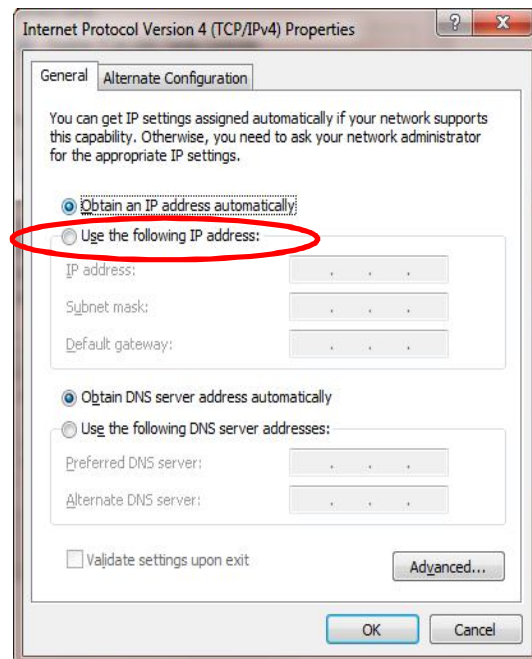 Internet Protocol Version 4 (TCP/IPv4) Properties
?
X
General
Alternate Configuration
You can get IP settings assigned automatically if your network supports
this capability. Otherwise, you need to ask your network administrator
for the appropriate IP settings.
Obtain an IP address automatically
Use the following IP address:
IP address:
. . .
Subnet mask:
. . .
Default gateway:
. . .
Obtain DNS server address automatically
Use the following DNS server addresses:
Preferred DNS server:
. . .
Alternate DNS server:
. . .
Validate settings upon exit
Advanced...
OK
Cancel